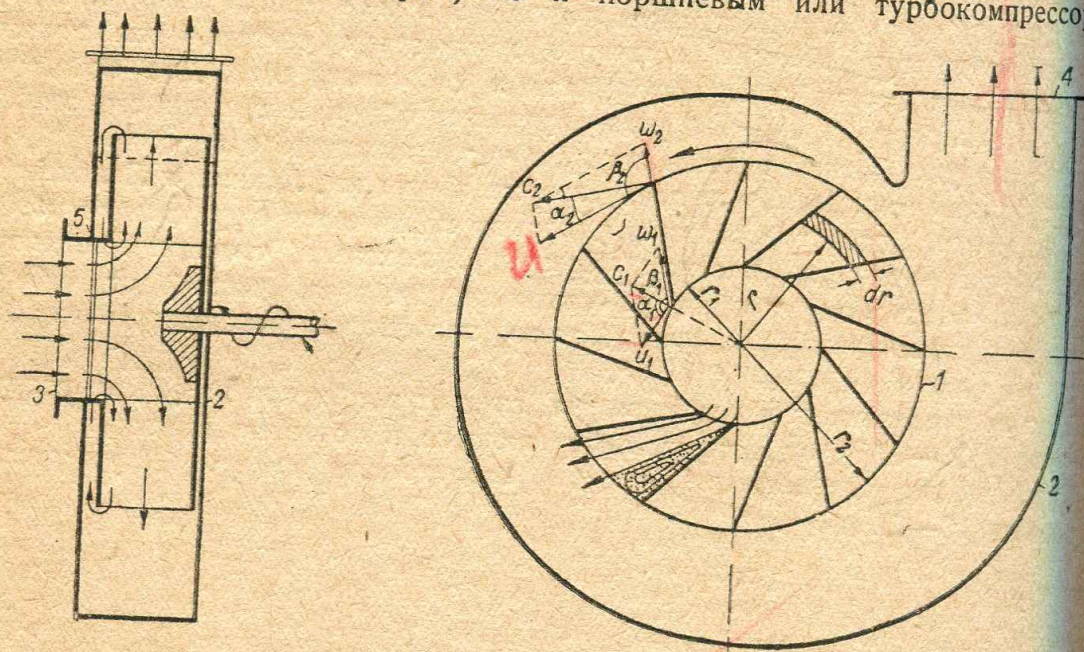 поршневым или турбокомпрессо
4
w₂
β₂
C₂
α₂
5
и
w₁
C₁
β₁
α₁
r₁
r
dr
u₁
3
2
1
r₂
2